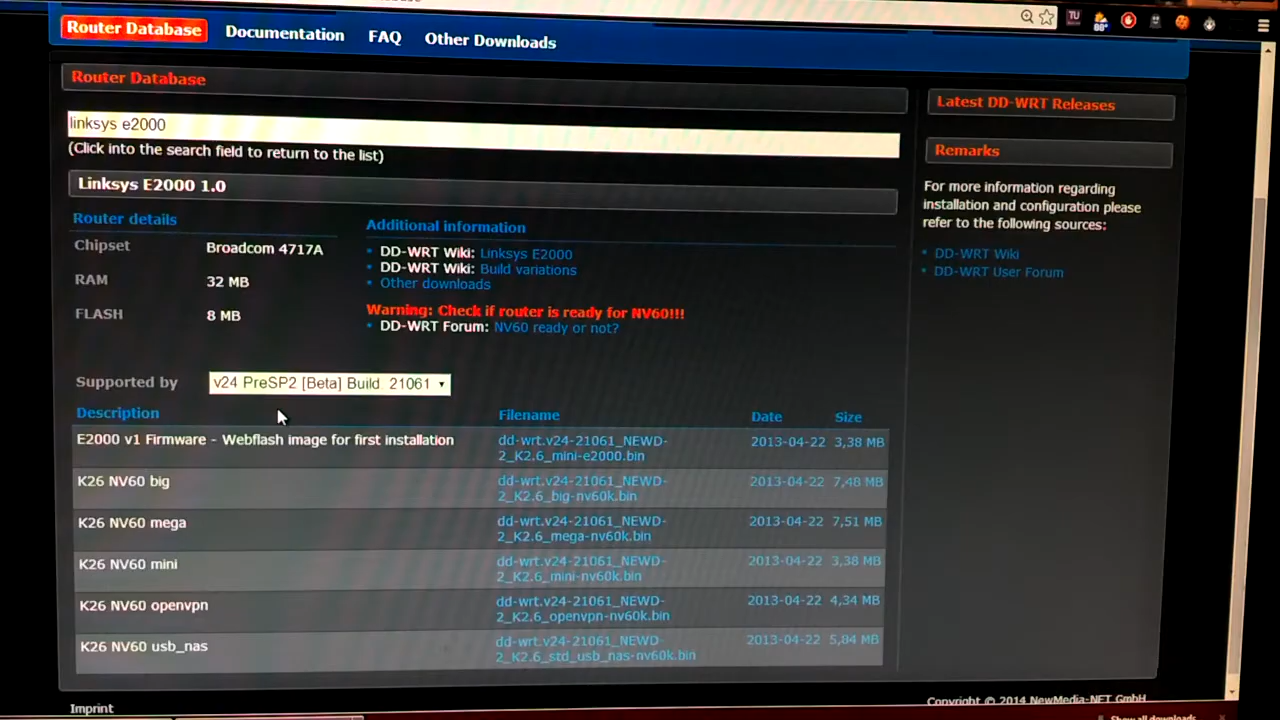 Router Database Documentation FAQ Other Downloads
TU
88°
Router Database
linksys e2000
(Click into the search field to return to the list)
Linksys E2000 1.0
Router details
Chipset Broadcom 4717A
RAM 32 MB
FLASH 8 MB
Additional information
DD-WRT Wiki: Linksys E2000
DD-WRT Wiki: Build variations
Other downloads
Warning: Check if router is ready for NV60!!!
DD-WRT Forum: NV60 ready or not?
Supported by v24 PreSP2 [Beta] Build 21061
Description Filename Date Size
E2000 v1 Firmware - Webflash image for first installation dd-wrt.v24-21061_NEWD- 2013-04-22 3,38 MB
2_K2.6_mini-e2000.bin
K26 NV60 big dd-wrt.v24-21061_NEWD- 2013-04-22 7,48 MB
2_K2.6_big-nv60k.bin
K26 NV60 mega dd-wrt.v24-21061_NEWD- 2013-04-22 7,51 MB
2_K2.6_mega-nv60k.bin
K26 NV60 mini dd-wrt.v24-21061_NEWD- 2013-04-22 3,38 MB
2_K2.6_mini-nv60k.bin
K26 NV60 openvpn dd-wrt.v24-21061_NEWD- 2013-04-22 4,34 MB
2_K2.6_openvpn-nv60k.bin
K26 NV60 usb_nas dd-wrt.v24-21061_NEWD- 2013-04-22 5,84 MB
2_K2.6_std_usb_nas-nv60k.bin
Latest DD-WRT Releases
Remarks
For more information regarding
installation and configuration please
refer to the following sources:
DD-WRT Wiki
DD-WRT User Forum
Imprint
Copyright © 2014 NewMedia-NET GmbH
Show all downloads